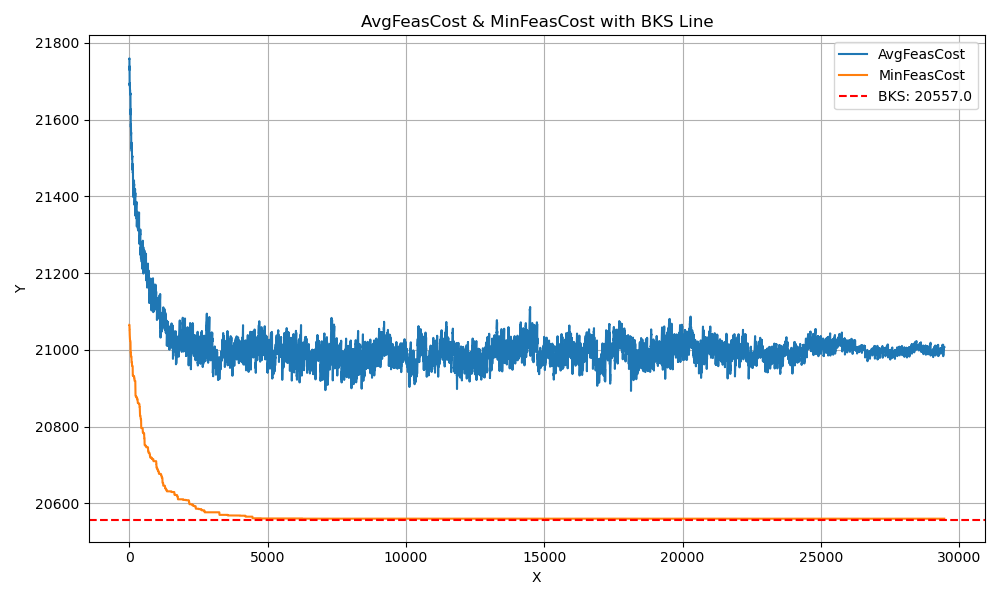 AvgFeasCost & MinFeasCost with BKS Line
AvgFeasCost
MinFeasCost
BKS: 20557.0
Y
21800
21600
21400
21200
21000
20800
20600
0
5000
10000
15000
20000
25000
30000
X